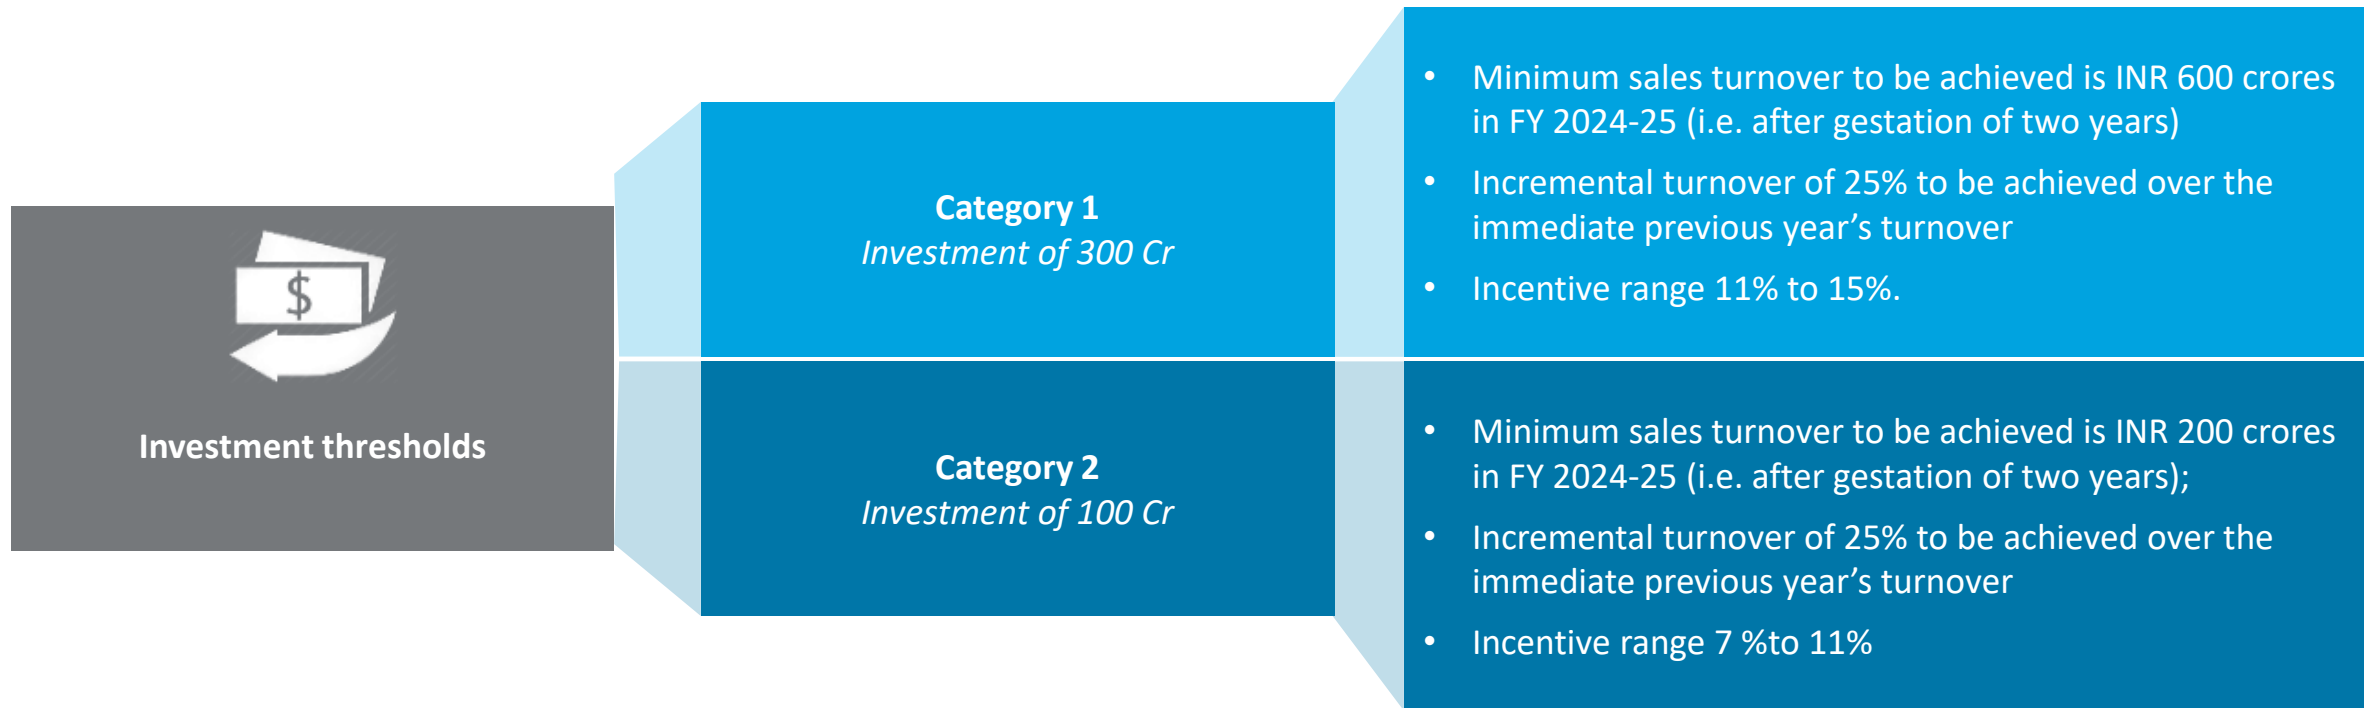 $
Investment thresholds
Category 1
Investment of 300 Cr
• Minimum sales turnover to be achieved is INR 600 crores
in FY 2024-25 (i.e. after gestation of two years)
• Incremental turnover of 25% to be achieved over the
immediate previous year’s turnover
• Incentive range 11% to 15%.
Category 2
Investment of 100 Cr
• Minimum sales turnover to be achieved is INR 200 crores
in FY 2024-25 (i.e. after gestation of two years);
• Incremental turnover of 25% to be achieved over the
immediate previous year’s turnover
• Incentive range 7 %to 11%